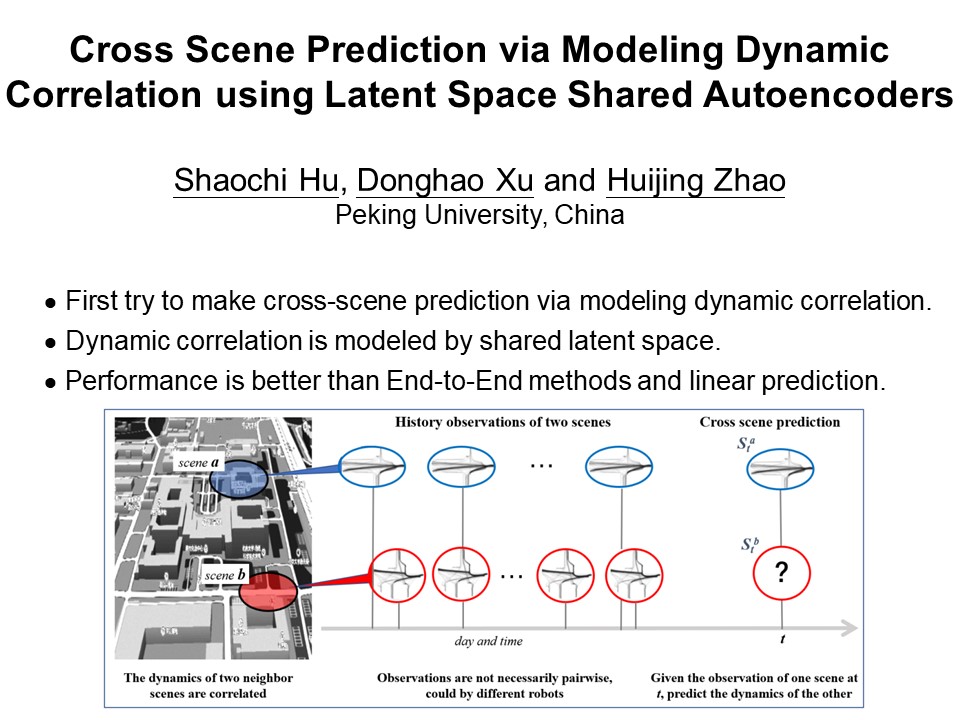 Cross Scene Prediction via Modeling Dynamic
Correlation using Latent Space Shared Autoencoders
Shaochi Hu, Donghao Xu and Huijing Zhao
Peking University, China
● First try to make cross-scene prediction via modeling dynamic correlation.
● Dynamic correlation is modeled by shared latent space.
● Performance is better than End-to-End methods and linear prediction.
History observations of two scenes
Cross scene prediction
scene a
...
S_t^a
scene b
...
S_t^b
?
day and time
t
The dynamics of two neighbor
scenes are correlated
Observations are not necessarily pairwise,
could by different robots
Given the observation of one scene at
t, predict the dynamics of the other